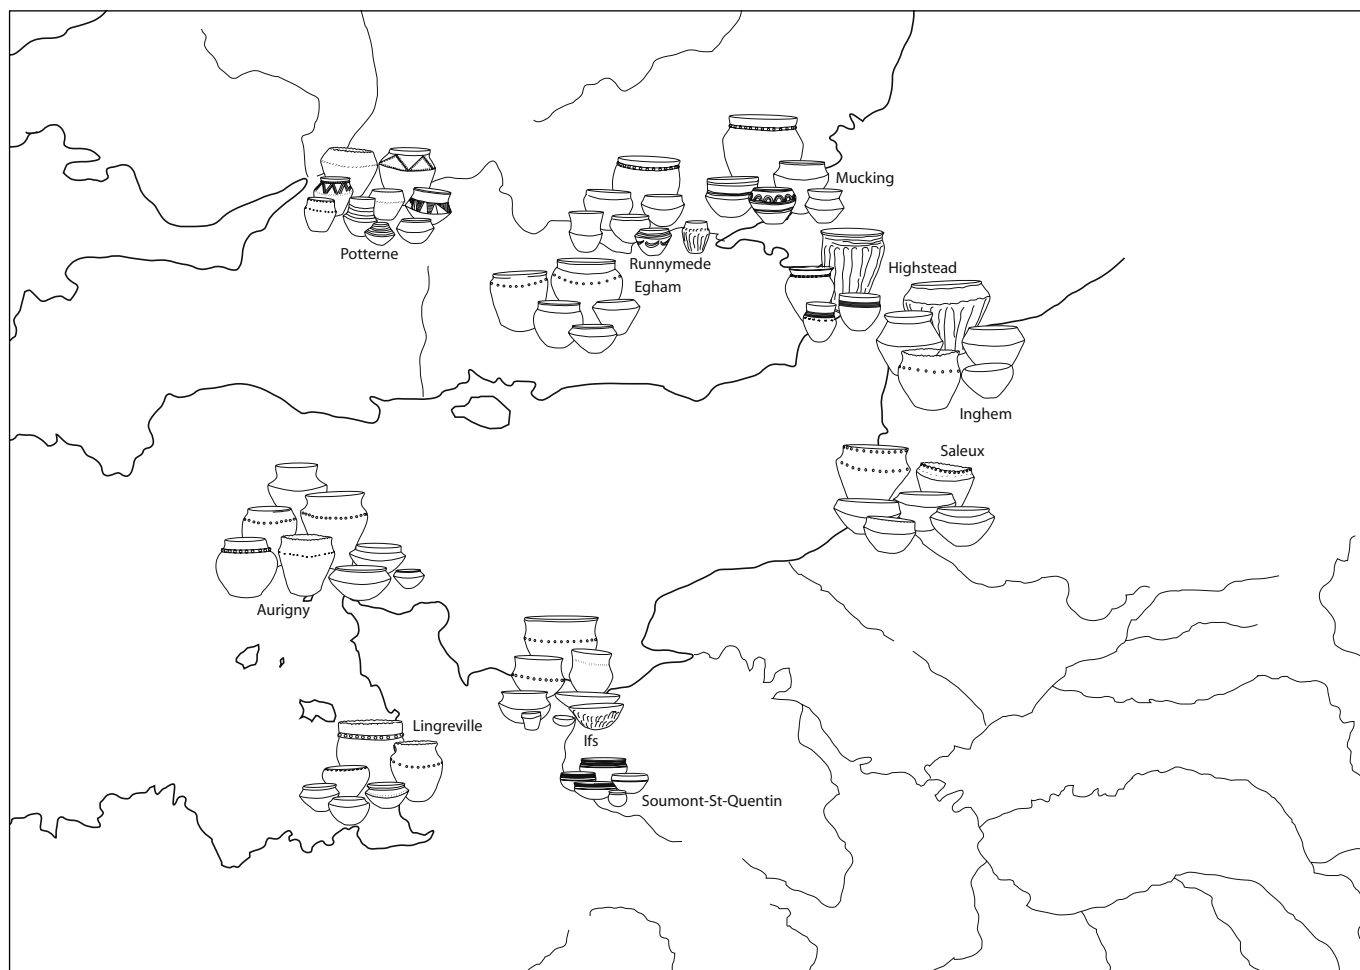 Mucking
Potterne
Runnymede
Highstead
Egham
Inghem
Saleux
Aurigny
Lingreville
Ifs
Soumont-St-Quentin